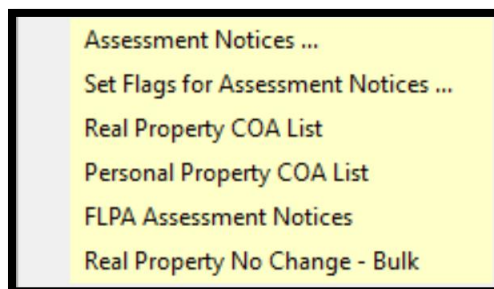 Assessment Notices ...
Set Flags for Assessment Notices ...
Real Property COA List
Personal Property COA List
FLPA Assessment Notices
Real Property No Change - Bulk